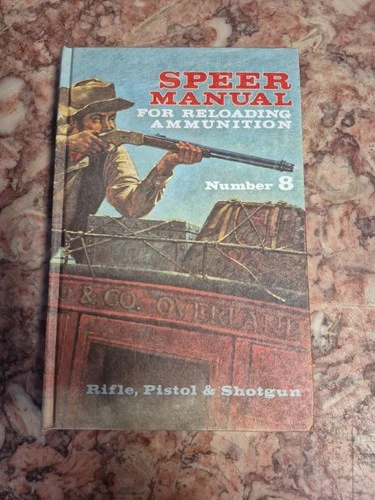 SPEER
MANUAL
FOR RELOADING
AMMUNITION
Number 8
& CO. OVERLAND
Rifle, Pistol & Shotgun